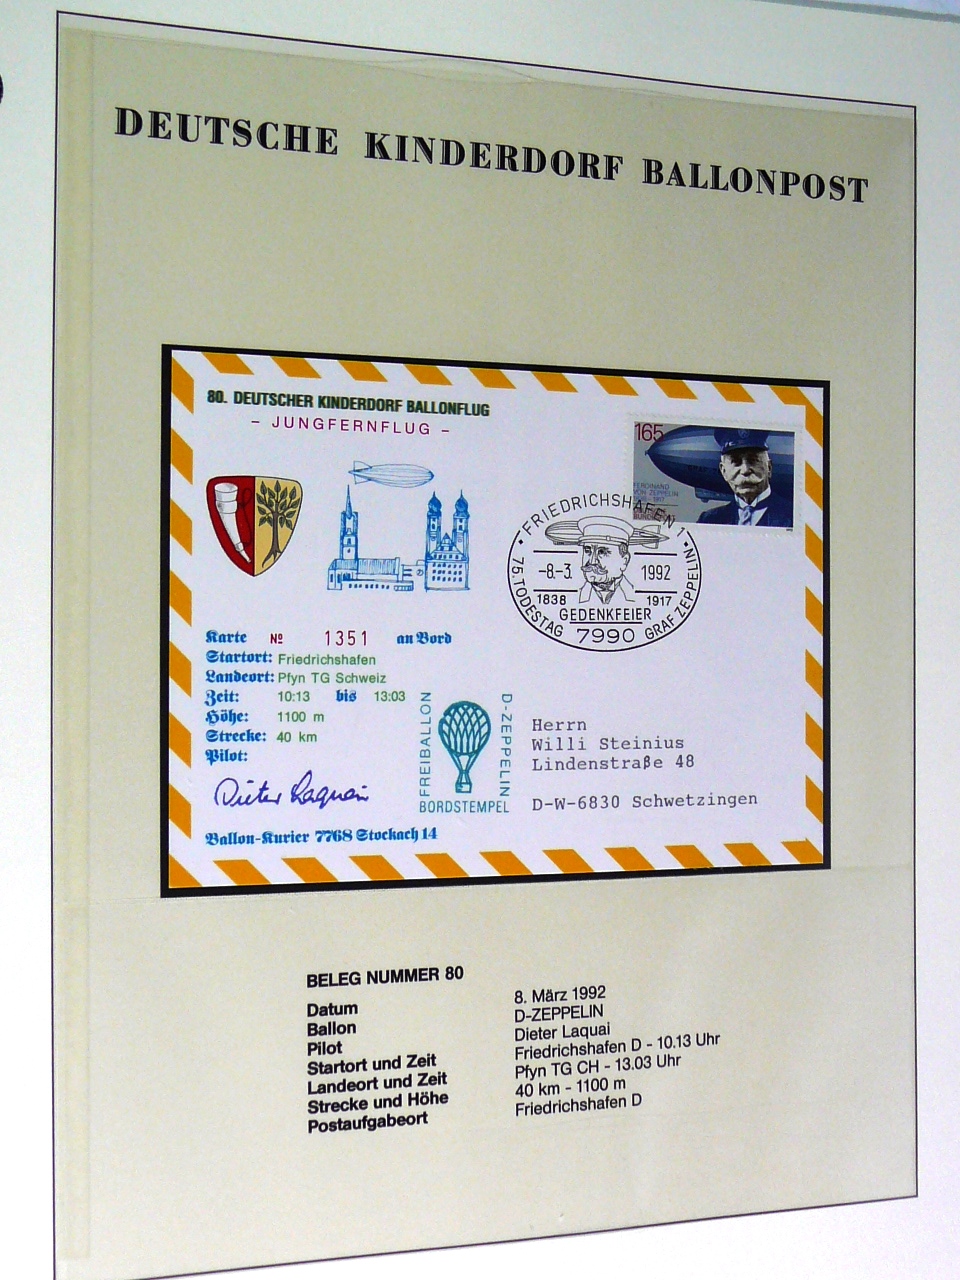 DEUTSCHE KINDERDORF BALLONPOST
80. DEUTSCHER KINDERDORF BALLONFLUG
- JUNGFERNFLUG -
165
FERDINAND
VON ZEPPELIN
FRIEDRICHSHAFEN 1
-8.-3. 1992
1838 1917
GEDENKFEIER
7990
75. TODESTAG GRAF ZEPPELIN
Karte № 1351 an Bord
Startort: Friedrichshafen
Landeort: Pfyn TG Schweiz
Zeit: 10:13 bis 13:03
Höhe: 1100 m
Strecke: 40 km
Pilot:
Dieter Laquai
Ballon-Kurier 7768 Stockach 14
FREIBALLON
D-ZEPPELIN
BORDSTEMPEL
Herrn
Willi Steinius
Lindenstraße 48
D-W-6830 Schwetzingen
BELEG NUMMER 80
Datum 8. März 1992
Ballon D-ZEPPELIN
Pilot Dieter Laquai
Startort und Zeit Friedrichshafen D - 10.13 Uhr
Landeort und Zeit Pfyn TG CH - 13.03 Uhr
Strecke und Höhe 40 km - 1100 m
Postaufgabeort Friedrichshafen D